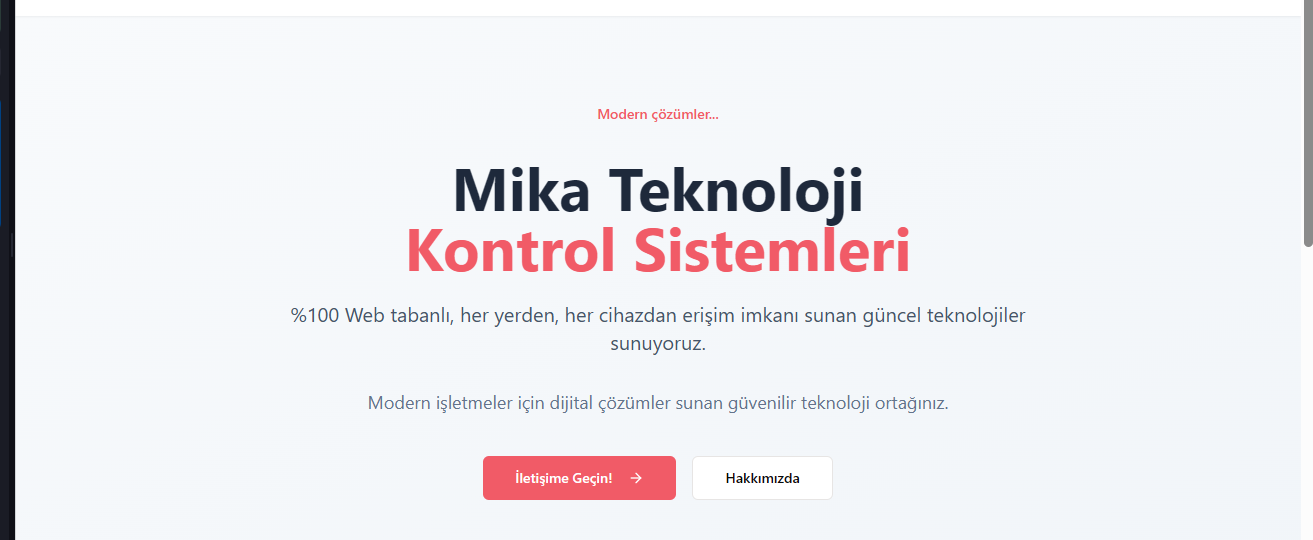 Modern çözümler...
Mika Teknoloji
Kontrol Sistemleri
%100 Web tabanlı, her yerden, her cihazdan erişim imkanı sunan güncel teknolojiler
sunuyoruz.
Modern işletmeler için dijital çözümler sunan güvenilir teknoloji ortağınız.
İletişime Geçin! →
Hakkımızda